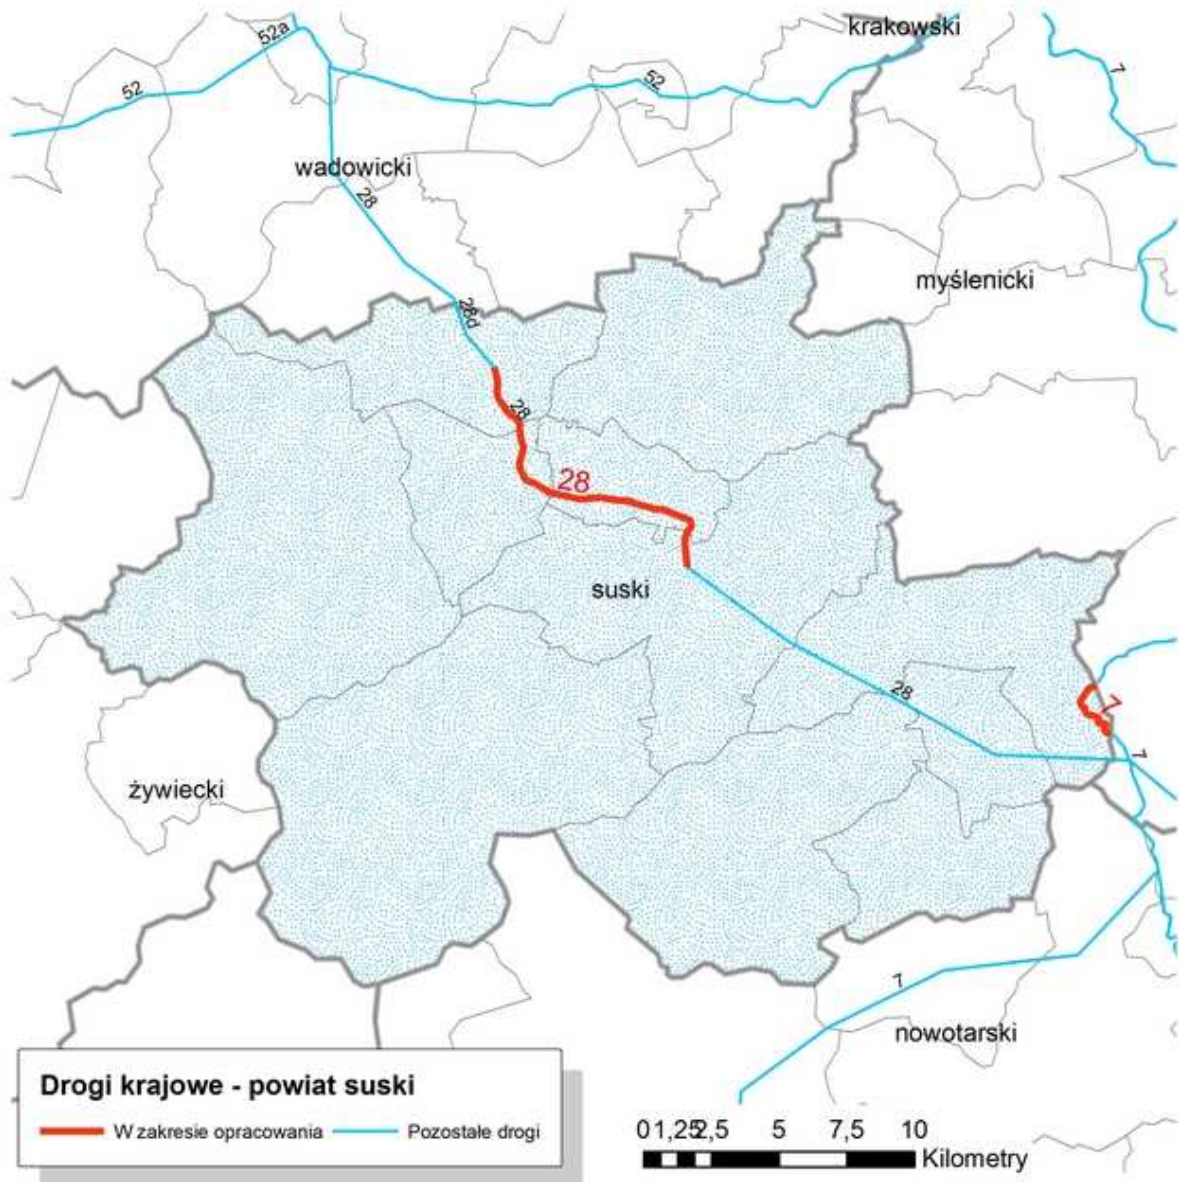 krakowski
52a
52
52
7
wadowicki
28
myślenicki
28d
28
28
suski
28
7
7
żywiecki
7
nowotarski
Drogi krajowe - powiat suski
W zakresie opracowania Pozostałe drogi
0 1,25 2,5 5 7,5 10
Kilometry